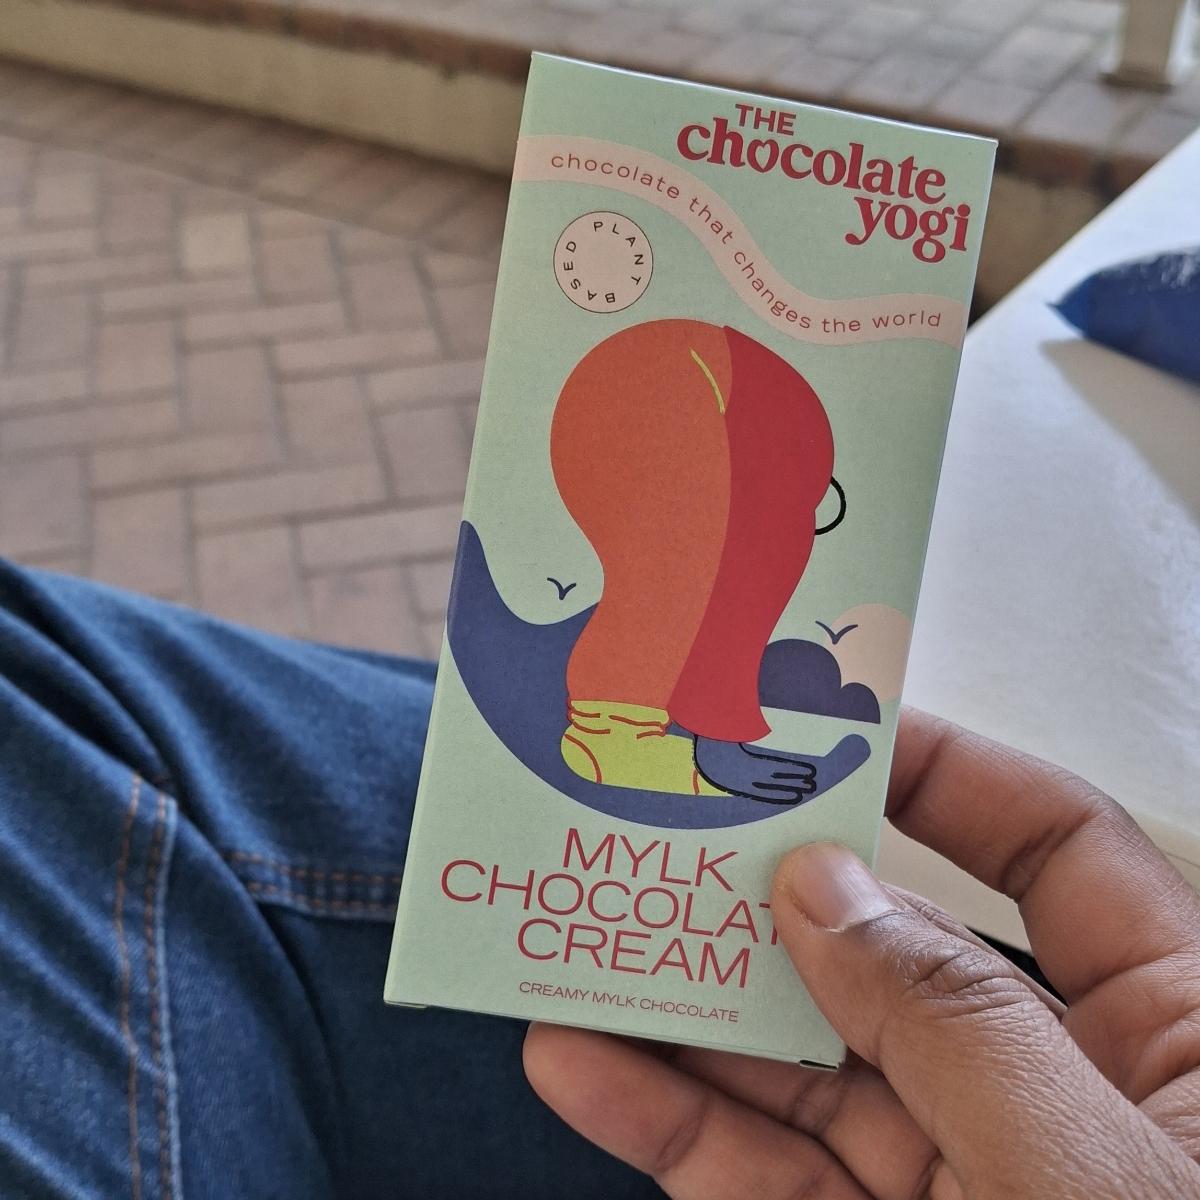 THE
chocolate
yogi
chocolate that changes the world
PLANT BASED
MYLK
CHOCOLAT
CREAM
CREAMY MYLK CHOCOLATE